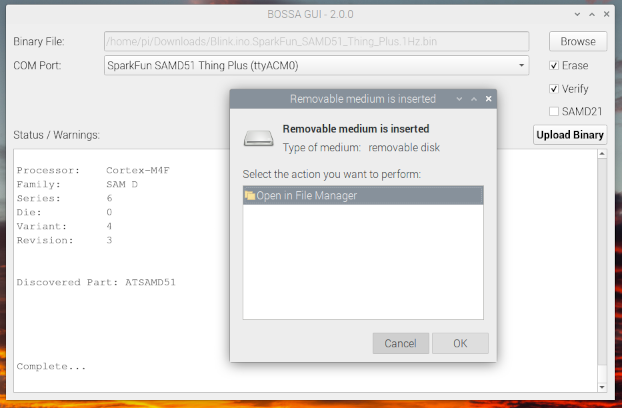 BOSSA GUI - 2.0.0
Binary File:
/home/pi/Downloads/Blink.ino.SparkFun_SAMD51_Thing_Plus.1Hz.bin
Browse
COM Port:
SparkFun SAMD51 Thing Plus (ttyACM0)
Erase
Verify
SAMD21
Status / Warnings:
Upload Binary
Processor: Cortex-M4F
Family: SAM D
Series: 6
Die: 0
Variant: 4
Revision: 3
Discovered Part: ATSAMD51
Complete...
Removable medium is inserted
Removable medium is inserted
Type of medium: removable disk
Select the action you want to perform:
Open in File Manager
Cancel
OK